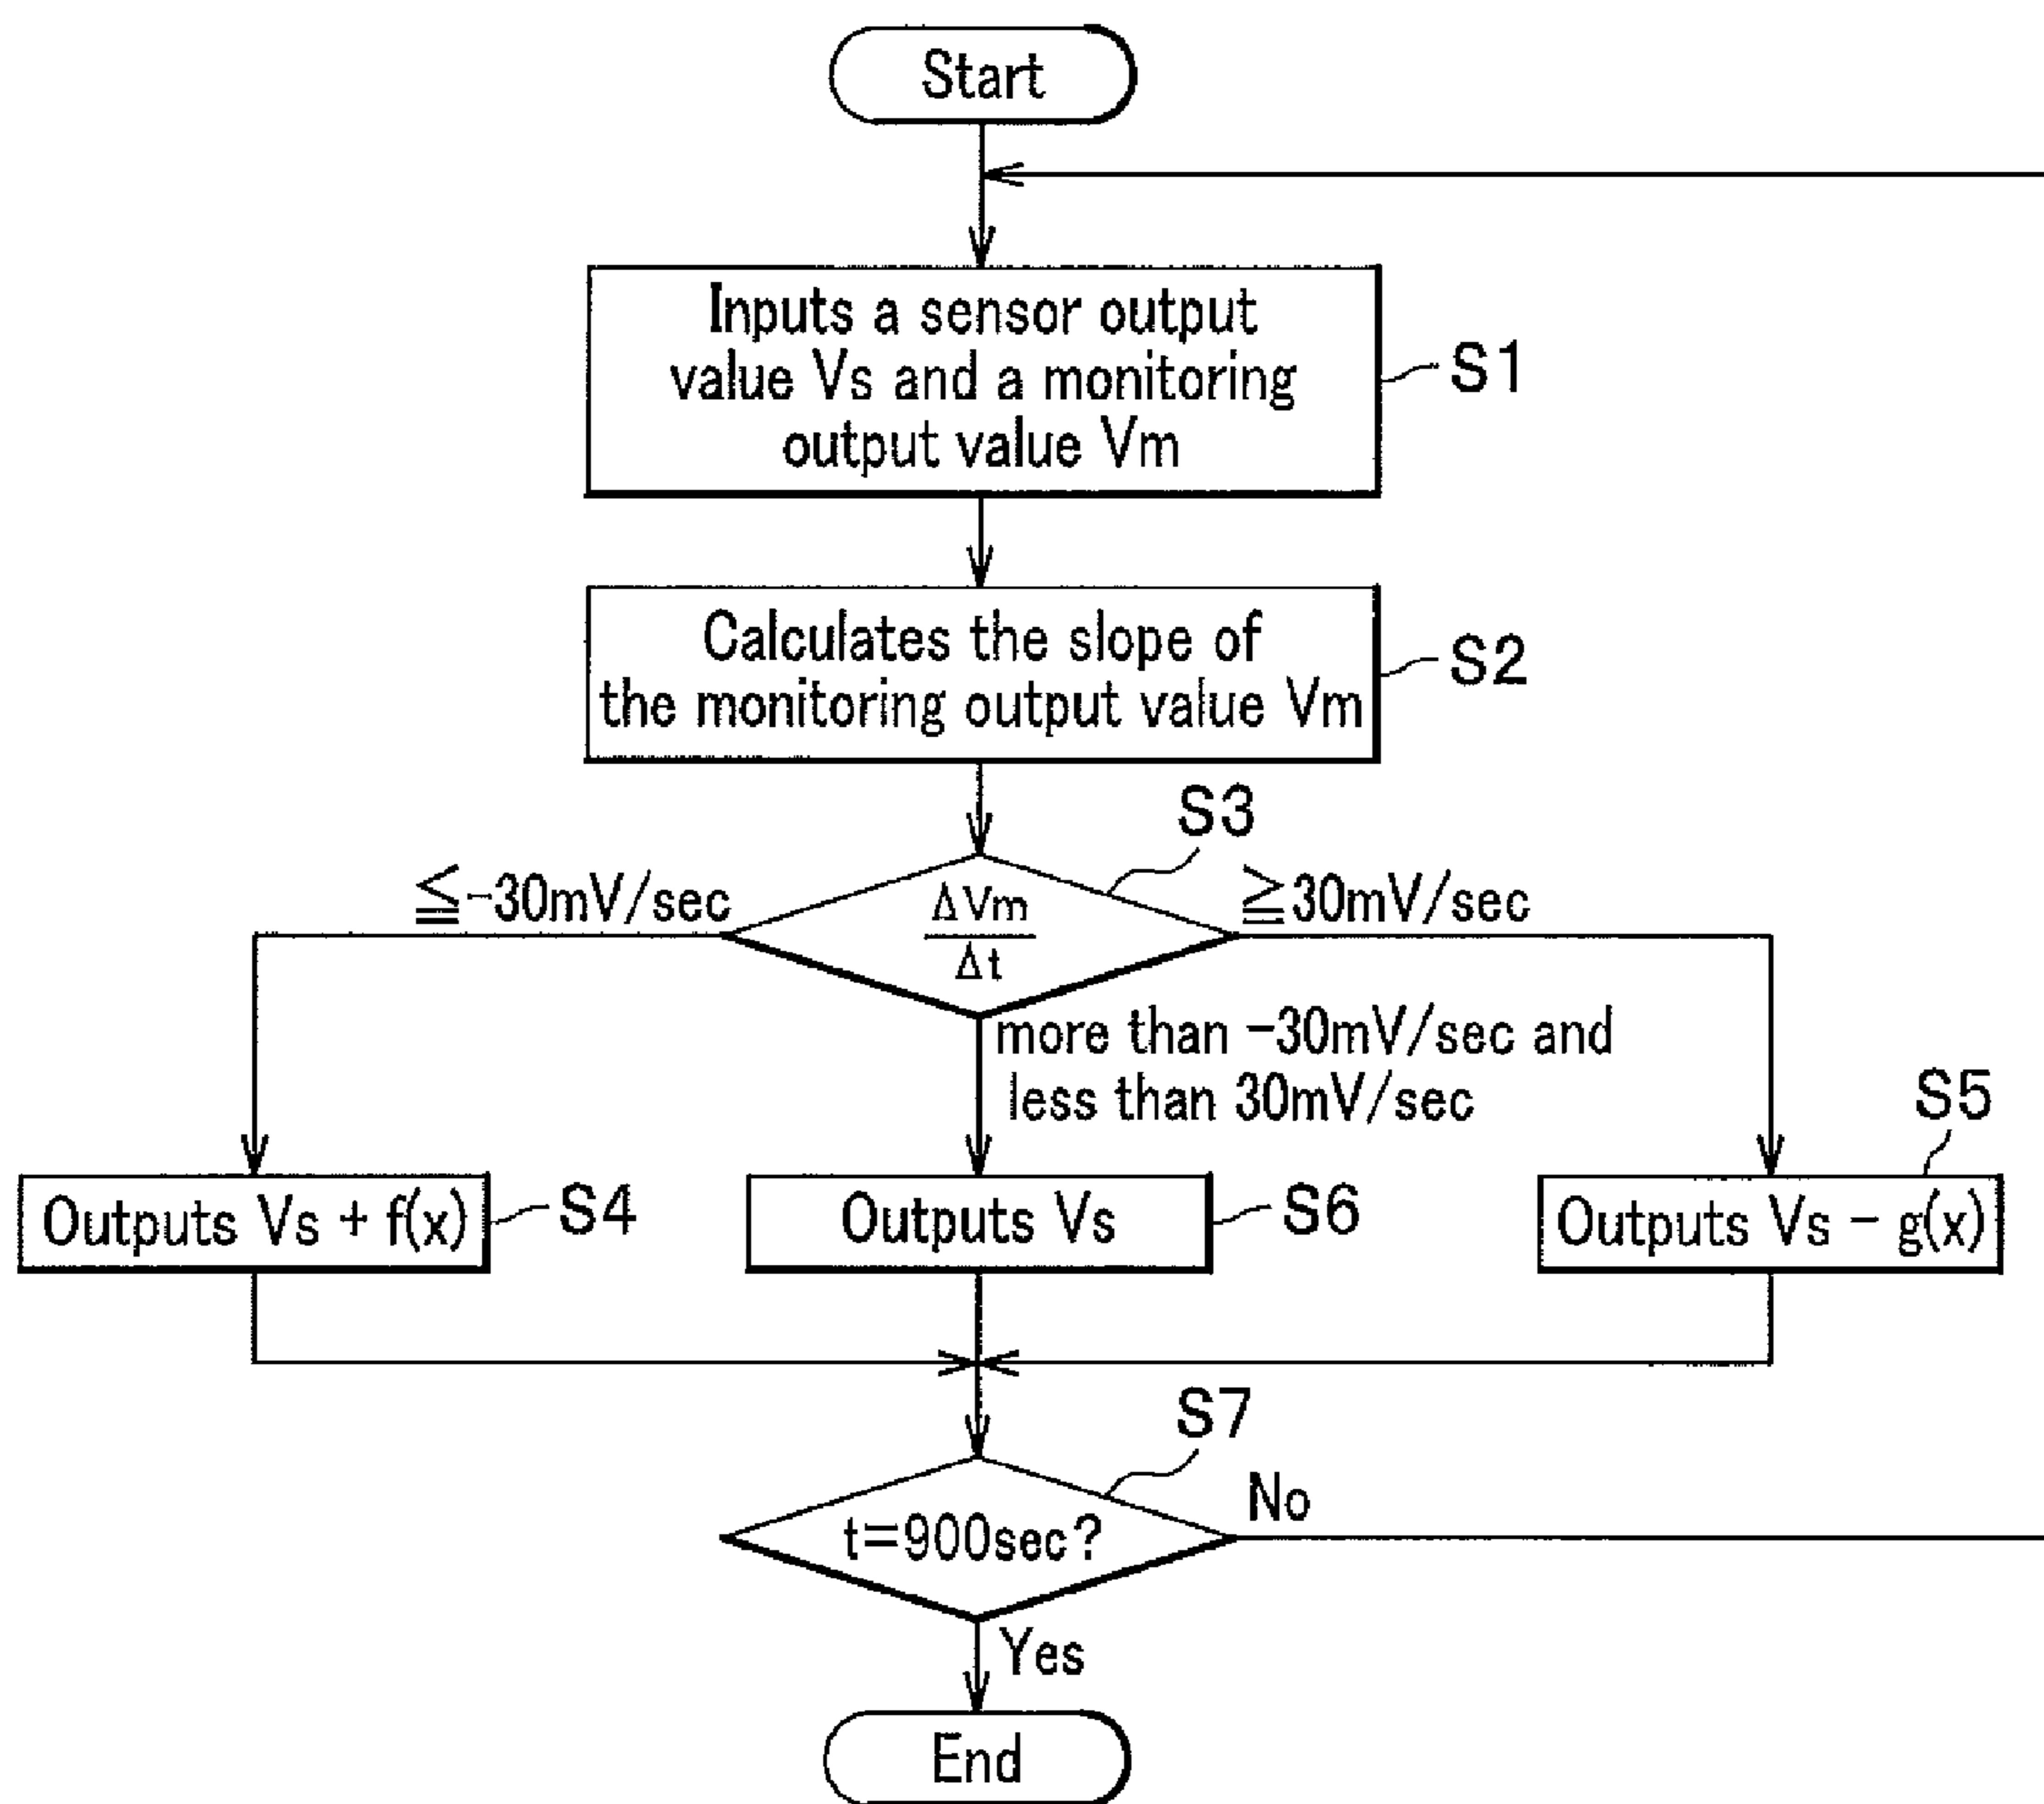 Start
Inputs a sensor output
value Vs and a monitoring
output value Vm
S1
Calculates the slope of
the monitoring output value Vm
S2
S3
≦-30mV/sec
ΔVm
Δt
≧30mV/sec
more than -30mV/sec and
less than 30mV/sec
S5
Outputs Vs + f(x)
S4
Outputs Vs
S6
Outputs Vs - g(x)
S7
t=900sec?
No
Yes
End